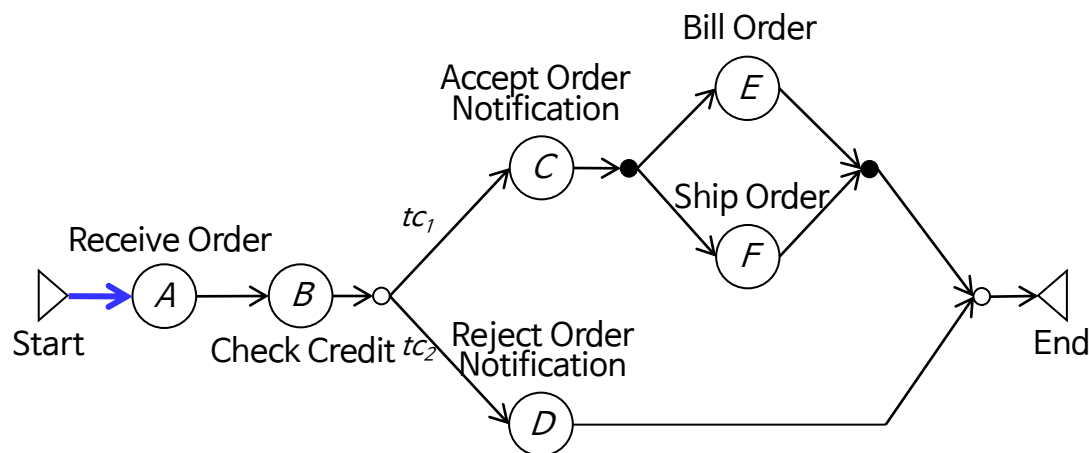 Bill Order
E
Accept Order
Notification
C
Ship Order
F
tc1
Receive Order
A
B
Start
Check Credit
tc2
Reject Order
Notification
D
End